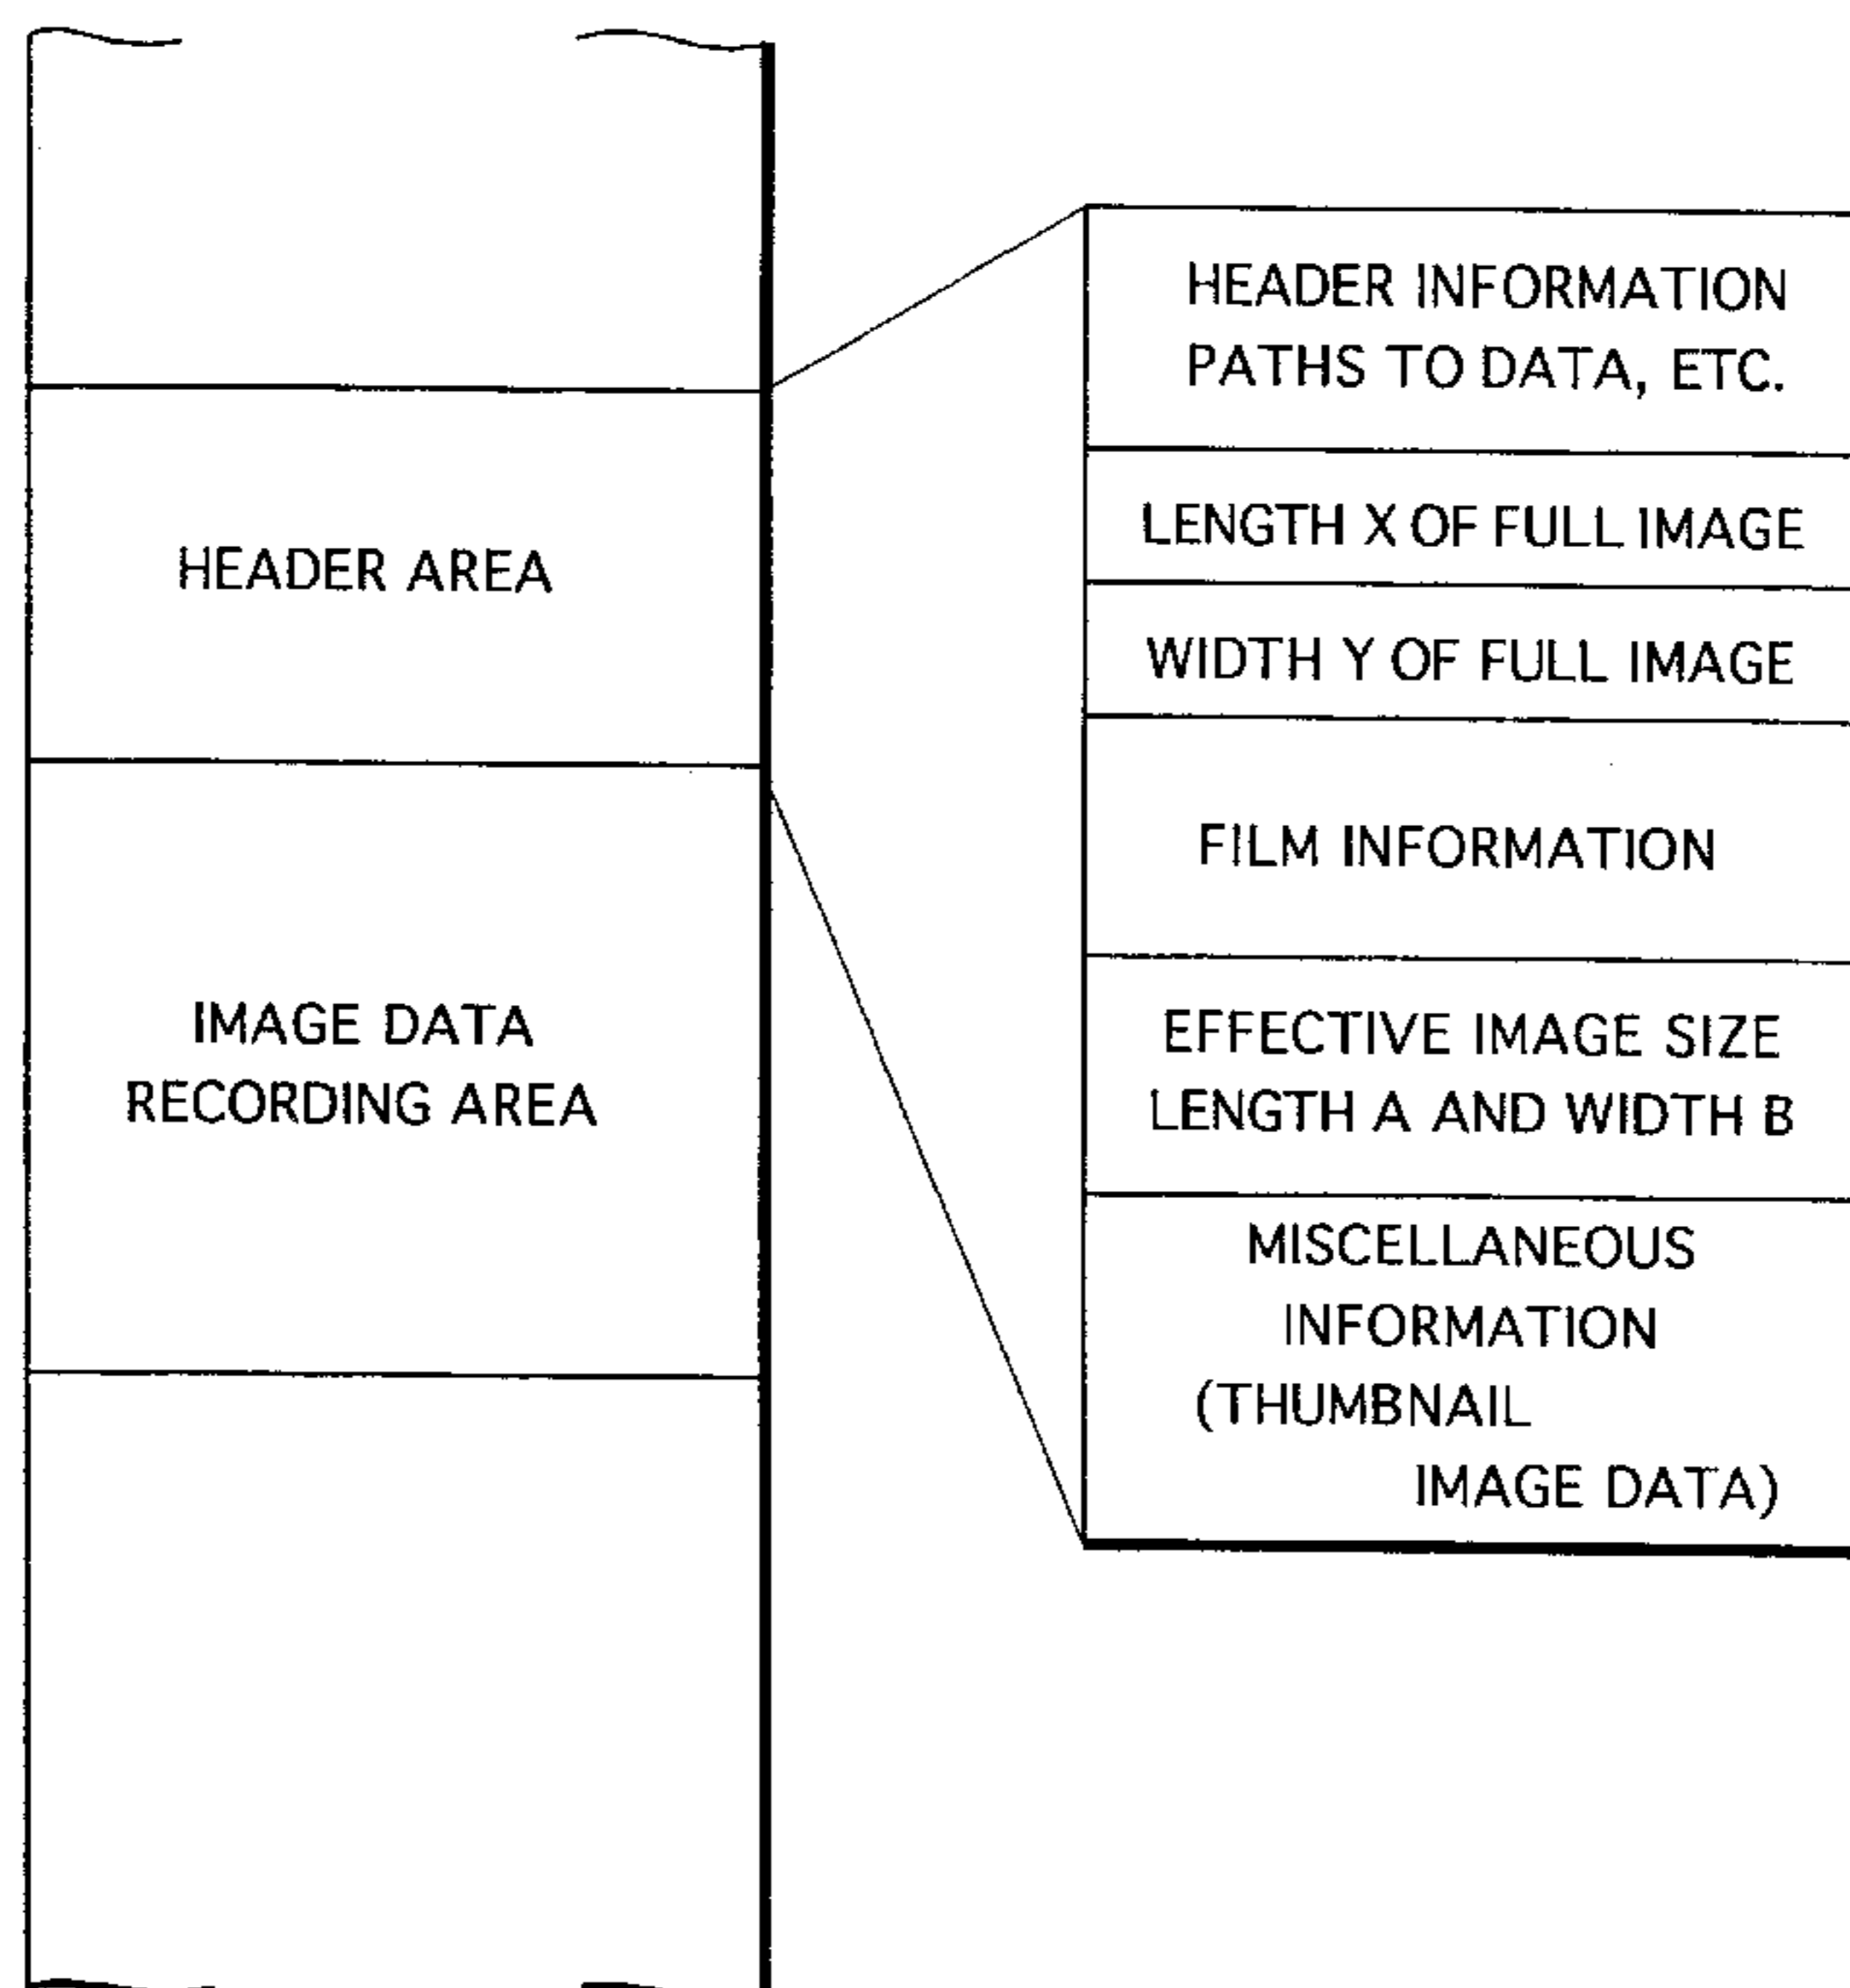 HEADER AREA
IMAGE DATA
RECORDING AREA
HEADER INFORMATION
PATHS TO DATA, ETC.
LENGTH X OF FULL IMAGE
WIDTH Y OF FULL IMAGE
FILM INFORMATION
EFFECTIVE IMAGE SIZE
LENGTH A AND WIDTH B
MISCELLANEOUS
INFORMATION
(THUMBNAIL
IMAGE DATA)